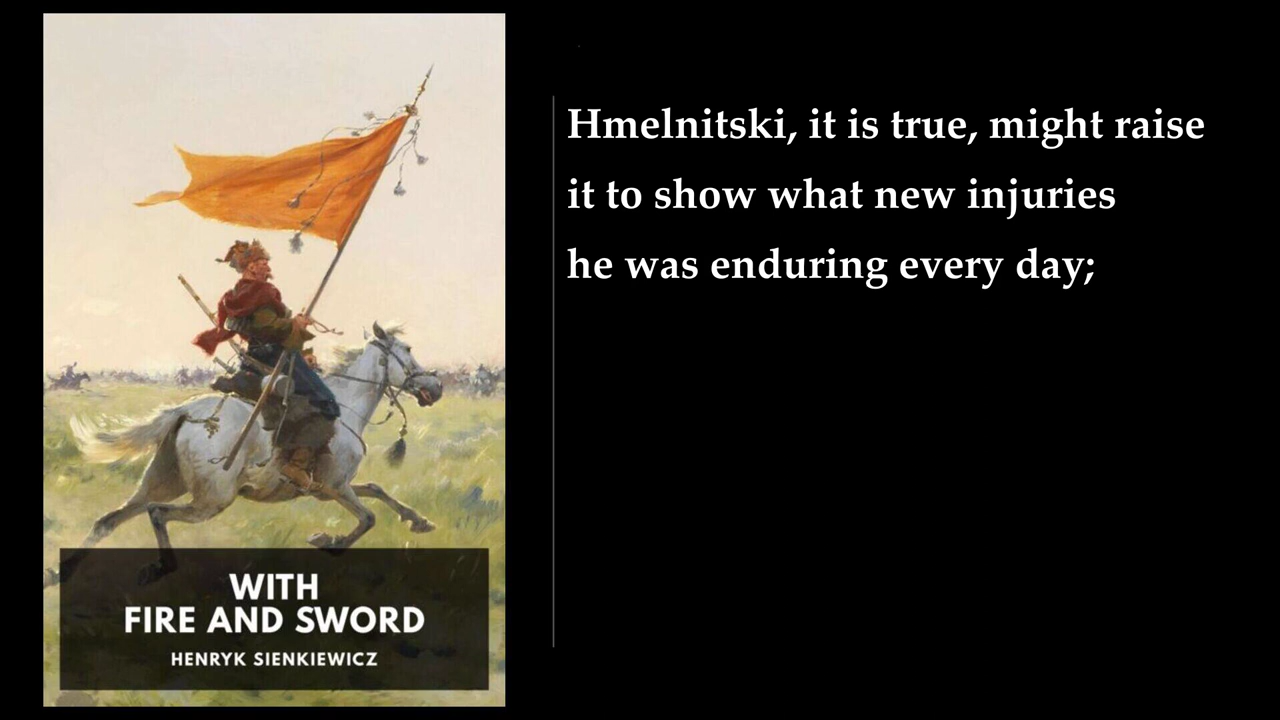 Hmelnitski, it is true, might raise
it to show what new injuries
he was enduring every day;
WITH
FIRE AND SWORD
HENRYK SIENKIEWICZ